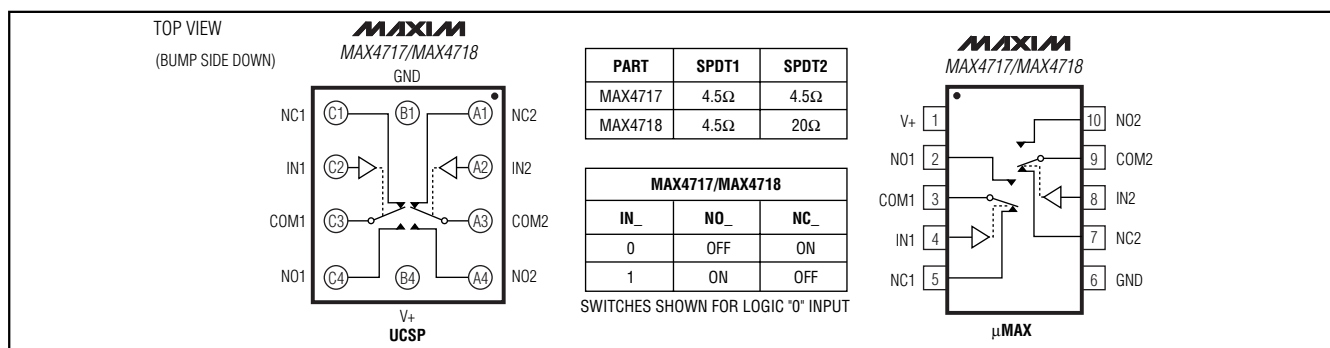 TOP VIEW
(BUMP SIDE DOWN)
MAXIM
MAX4717/MAX4718
GND
NC1 C1 B1 A1 NC2
IN1 C2 A2 IN2
COM1 C3 A3 COM2
NO1 C4 B4 A4 NO2
V+
UCSP
PART SPDT1 SPDT2
MAX4717 4.5Ω 4.5Ω
MAX4718 4.5Ω 20Ω
MAX4717/MAX4718
IN_ NO_ NC_
0 OFF ON
1 ON OFF
SWITCHES SHOWN FOR LOGIC "0" INPUT
MAXIM
MAX4717/MAX4718
V+ 1 10 NO2
NO1 2 9 COM2
COM1 3 8 IN2
IN1 4 7 NC2
NC1 5 6 GND
μMAX